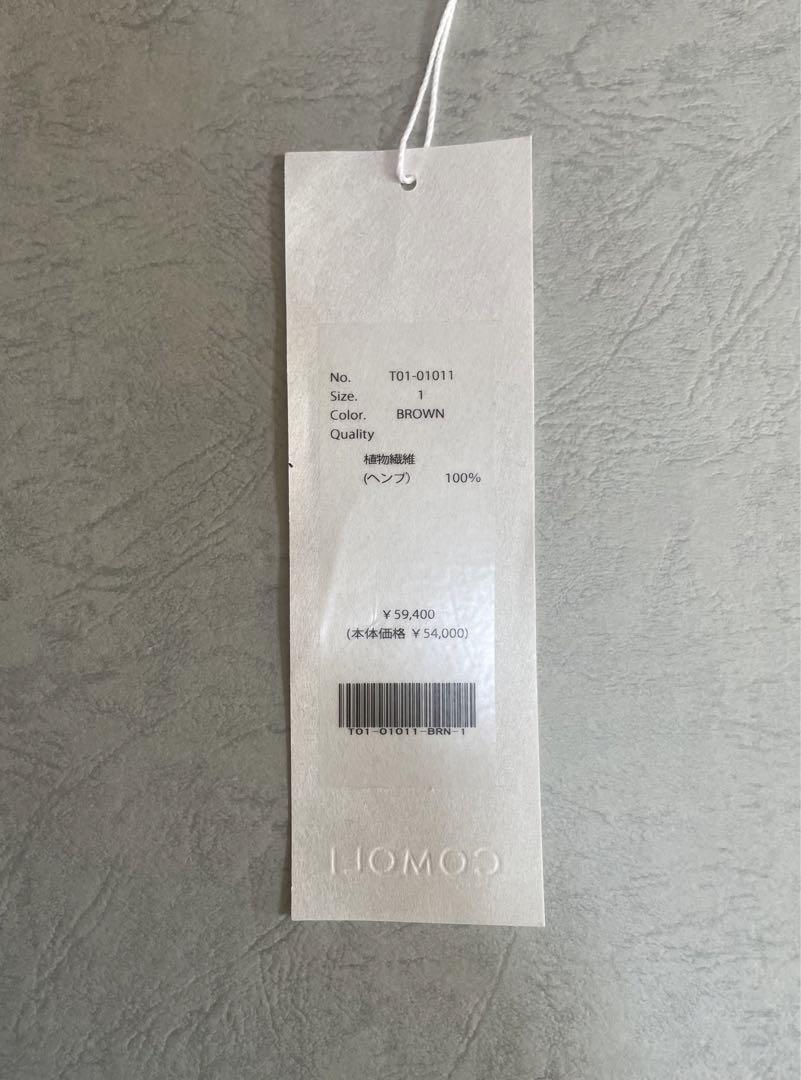 No. T01-01011
Size. 1
Color. BROWN
Quality
植物繊維
(ヘンプ) 100%
¥59,400
(本体価格 ¥54,000)
T01-01011-BRN-1
COMOLI